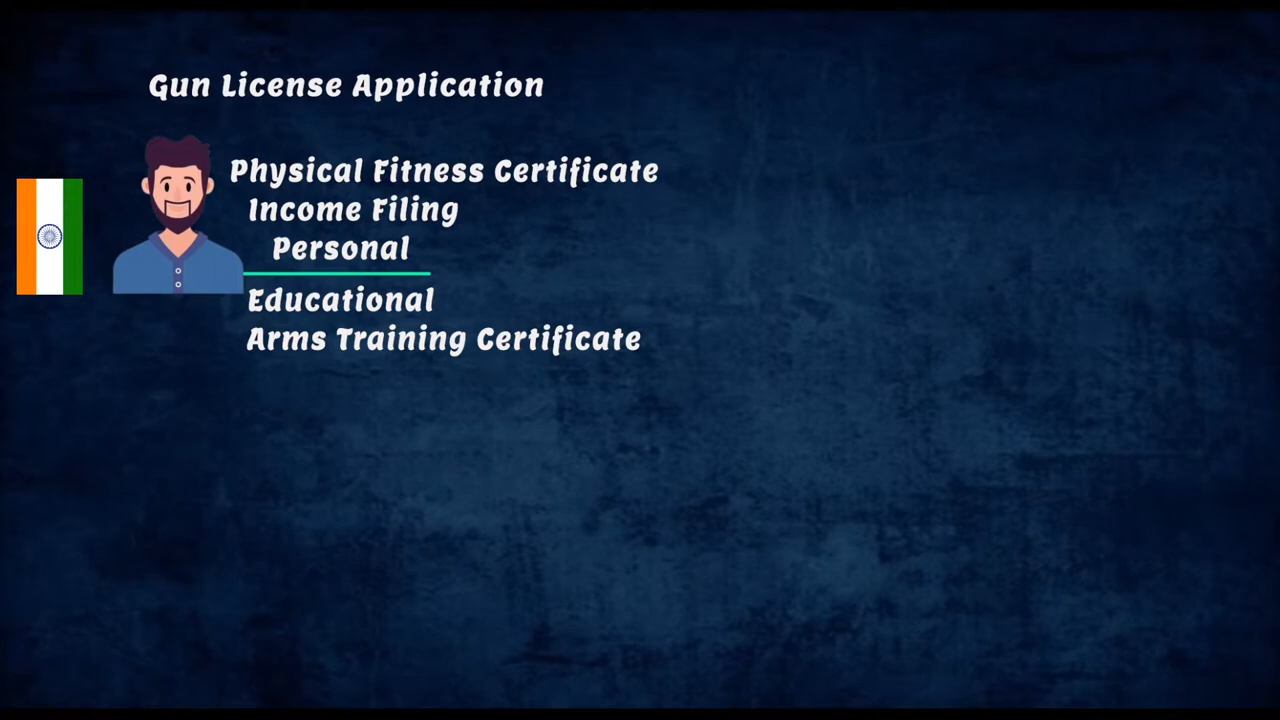 Gun License Application
Physical Fitness Certificate
Income Filing
Personal
Educational
Arms Training Certificate